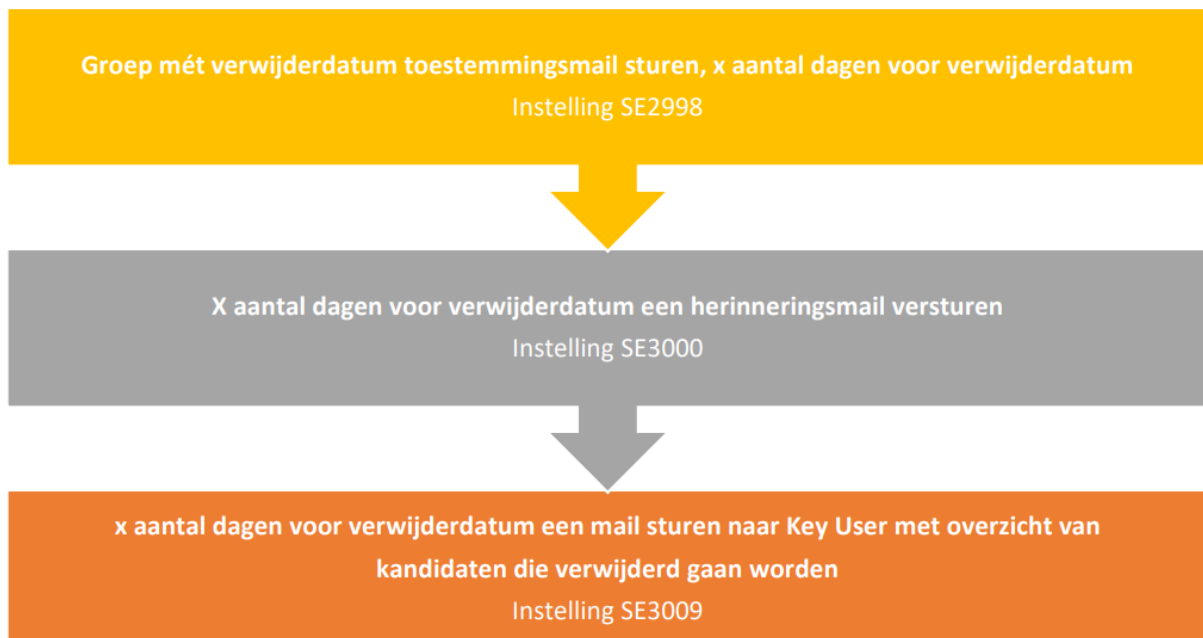 Groep mét verwijderdatum toestemmingsmail sturen, x aantal dagen voor verwijderdatum
Instelling SE2998
X aantal dagen voor verwijderdatum een herinneringsmail versturen
Instelling SE3000
x aantal dagen voor verwijderdatum een mail sturen naar Key User met overzicht van
kandidaten die verwijderd gaan worden
Instelling SE3009